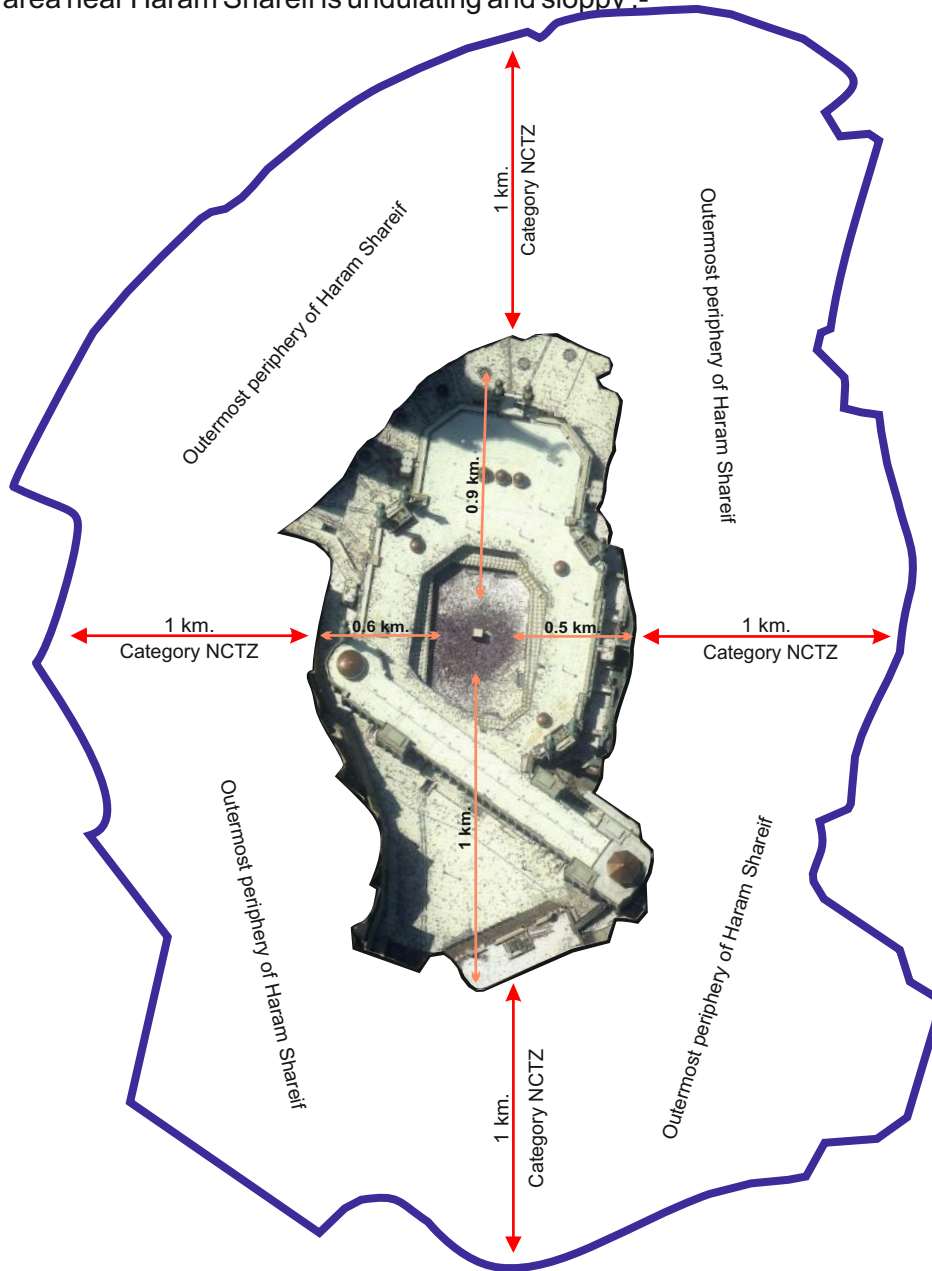 area near Haram Shareif is undulating and sloppy :-
1 km.
Category NCTZ
Outermost periphery of Haram Shareif
Outermost periphery of Haram Shareif
0.9 km.
1 km.
Category NCTZ
0.6 km.
0.5 km.
1 km.
Category NCTZ
1 km.
Outermost periphery of Haram Shareif
Outermost periphery of Haram Shareif
1 km.
Category NCTZ